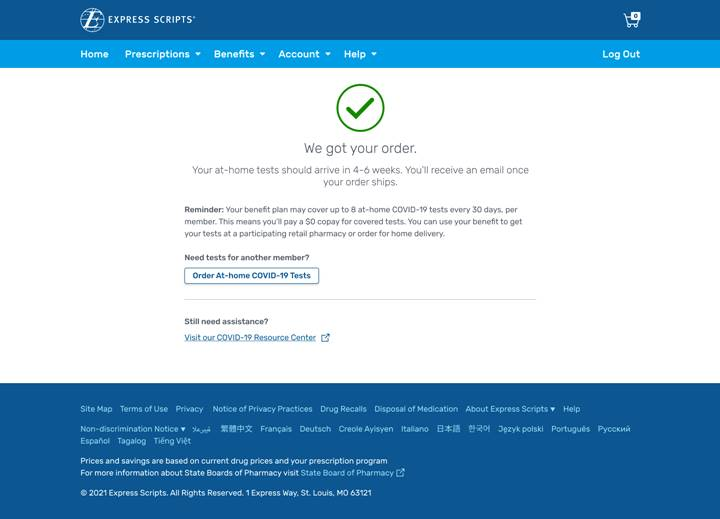 EXPRESS SCRIPTS®
0
Home Prescriptions Benefits Account Help Log Out
We got your order.
Your at-home tests should arrive in 4-6 weeks. You'll receive an email once
your order ships.
Reminder: Your benefit plan may cover up to 8 at-home COVID-19 tests every 30 days, per
member. This means you'll pay a $0 copay for covered tests. You can use your benefit to get
your tests at a participating retail pharmacy or order for home delivery.
Need tests for another member?
Order At-home COVID-19 Tests
Still need assistance?
Visit our COVID-19 Resource Center
Site Map Terms of Use Privacy Notice of Privacy Practices Drug Recalls Disposal of Medication About Express Scripts ▾ Help
Non-discrimination Notice ▾ 繁體中文 Français Deutsch Creole Ayisyen Italiano 日本語 한국어 Język polski Português Русский
Español Tagalog Tiếng Việt
Prices and savings are based on current drug prices and your prescription program
For more information about State Boards of Pharmacy visit State Board of Pharmacy
© 2021 Express Scripts. All Rights Reserved. 1 Express Way, St. Louis, MO 63121